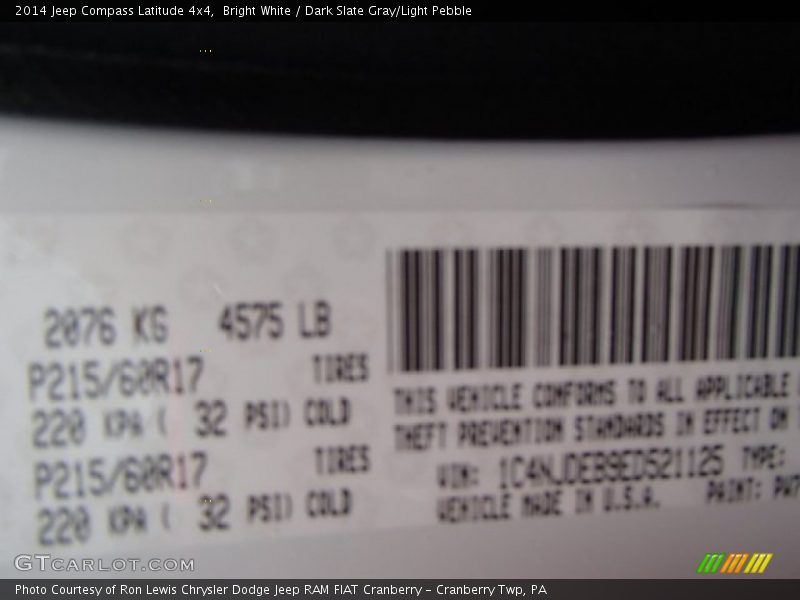 2014 Jeep Compass Latitude 4x4,  Bright White / Dark Slate Gray/Light Pebble
2076 KG 4575 LB
P215/60R17 TIRES
220 KPA ( 32 PSI) COLD
P215/60R17 TIRES
220 KPA ( 32 PSI) COLD
THIS VEHICLE CONFORMS TO ALL APPLICABLE
THEFT PREVENTION STANDARDS IN EFFECT ON
VIN: 1C4NJDEB9ED521125 TYPE:
VEHICLE MADE IN U.S.A. PAINT: PW7
GTCARLOT.COM
Photo Courtesy of Ron Lewis Chrysler Dodge Jeep RAM FIAT Cranberry – Cranberry Twp, PA